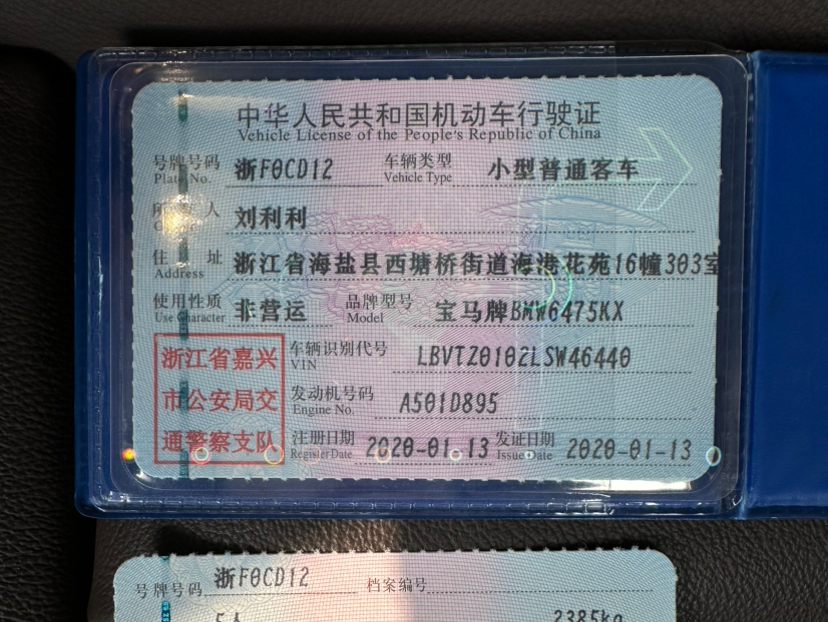 中华人民共和国机动车行驶证
Vehicle License of the People's Republic of China
号牌号码 浙F0CD12 车辆类型 小型普通客车
Plate No. Vehicle Type
所 人 刘利利
住 址 浙江省海盐县西塘桥街道海港花苑16幢303室
Address
使用性质 非营运 品牌型号 宝马牌BMW6475KX
Use Character Model
浙江省嘉兴 车辆识别代号 LBVTZ0102LSW46440
VIN
市公安局交 发动机号码 A501D895
Engine No.
通警察支队 注册日期 2020-01-13 发证日期 2020-01-13
Register Date Issue Date
号牌号码 浙F0CD12 档案编号
5人 2385kg